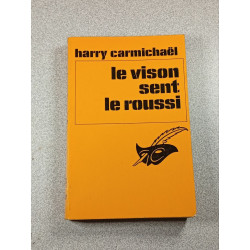 harry carmichaël
le vison
sent
le roussi